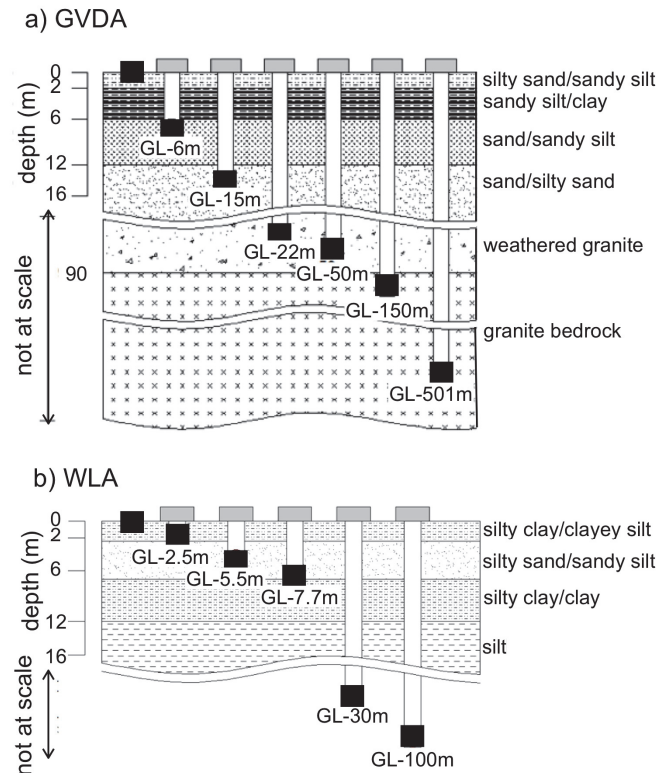 a) GVDA
0
2
6
12
16
depth (m)
silty sand/sandy silt
sandy silt/clay
sand/sandy silt
sand/silty sand
GL-6m
GL-15m
GL-22m
GL-50m
GL-150m
GL-501m
90
not at scale
weathered granite
granite bedrock
b) WLA
0
2
6
12
16
depth (m)
silty clay/clayey silt
silty sand/sandy silt
silty clay/clay
silt
GL-2.5m
GL-5.5m
GL-7.7m
GL-30m
GL-100m
not at scale